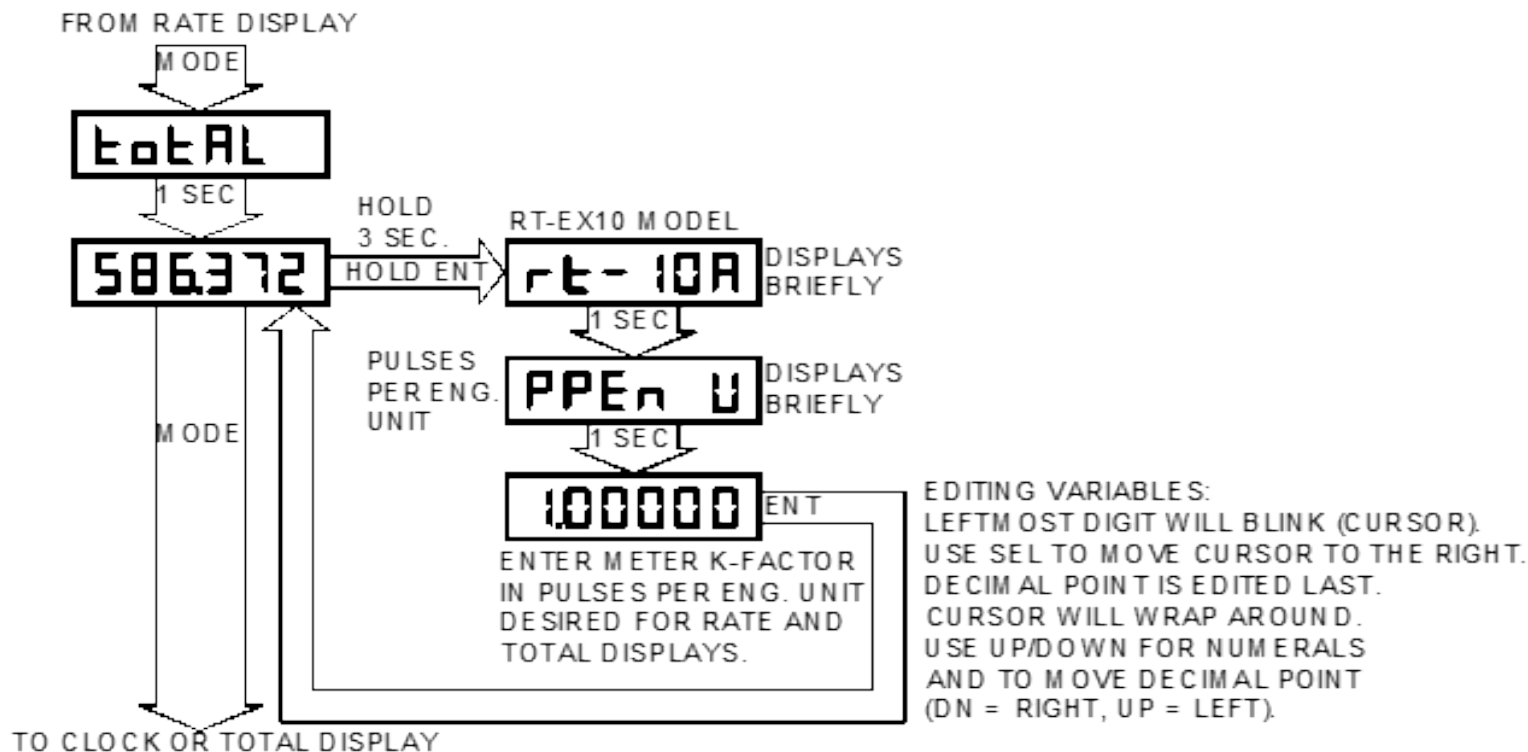 FROM RATE DISPLAY
MODE
totAL
1 SEC
586.372
HOLD
3 SEC.
HOLD ENT
RT-EX10 MODEL
rt-10A
DISPLAYS
BRIEFLY
1 SEC
PULSES
PER ENG.
UNIT
PPEn U
DISPLAYS
BRIEFLY
1 SEC
MODE
1.00000
ENT
ENTER METER K-FACTOR
IN PULSES PER ENG. UNIT
DESIRED FOR RATE AND
TOTAL DISPLAYS.
EDITING VARIABLES:
LEFTMOST DIGIT WILL BLINK (CURSOR).
USE SEL TO MOVE CURSOR TO THE RIGHT.
DECIMAL POINT IS EDITED LAST.
CURSOR WILL WRAP AROUND.
USE UP/DOWN FOR NUMERALS
AND TO MOVE DECIMAL POINT
(DN = RIGHT, UP = LEFT).
TO CLOCK OR TOTAL DISPLAY